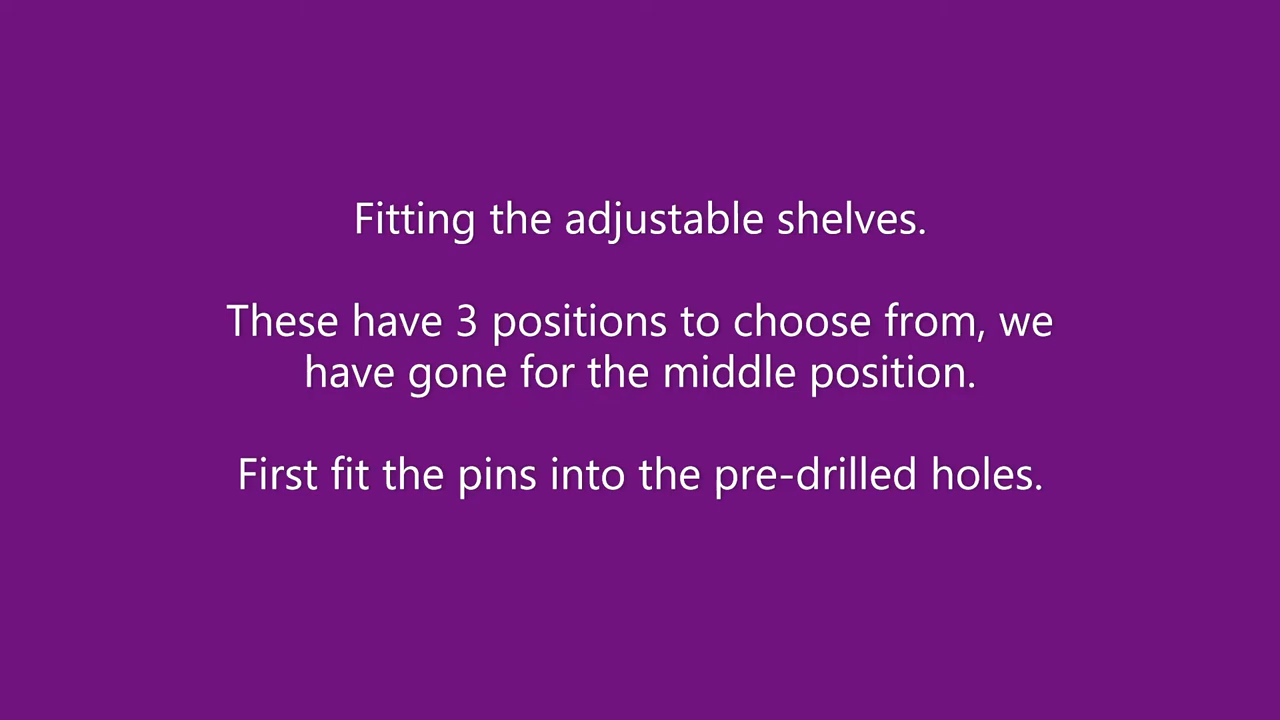 Fitting the adjustable shelves.
These have 3 positions to choose from, we
have gone for the middle position.
First fit the pins into the pre-drilled holes.